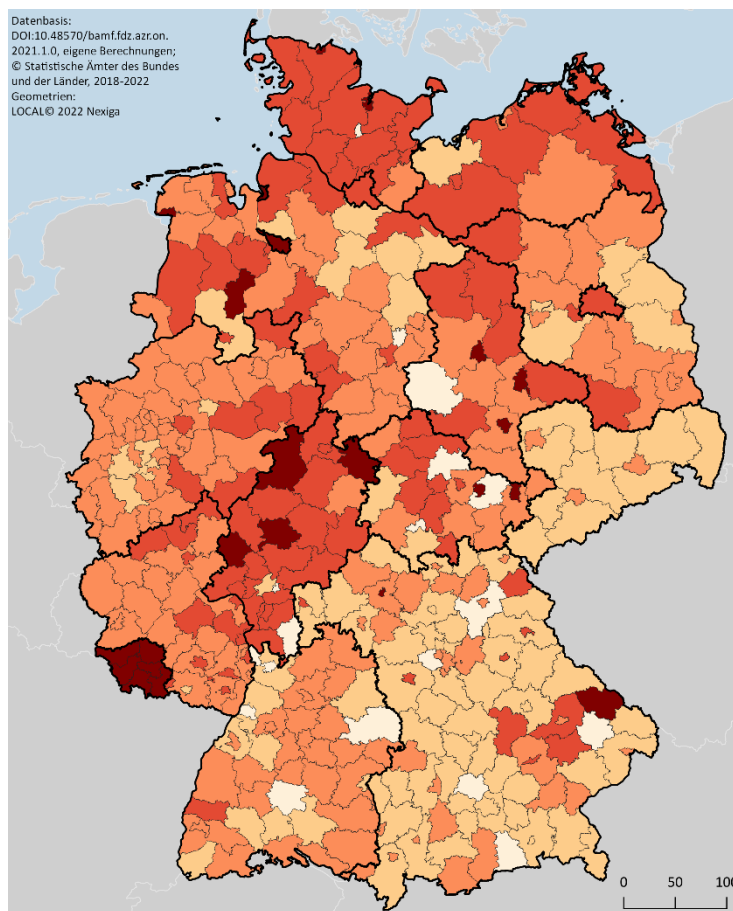 Datenbasis:
DOI:10.48570/bamf.fdz.azr.on.
2021.1.0, eigene Berechnungen;
© Statistische Ämter des Bundes
und der Länder, 2018-2022
Geometrien:
LOCAL© 2022 Nexiga
0 50 100